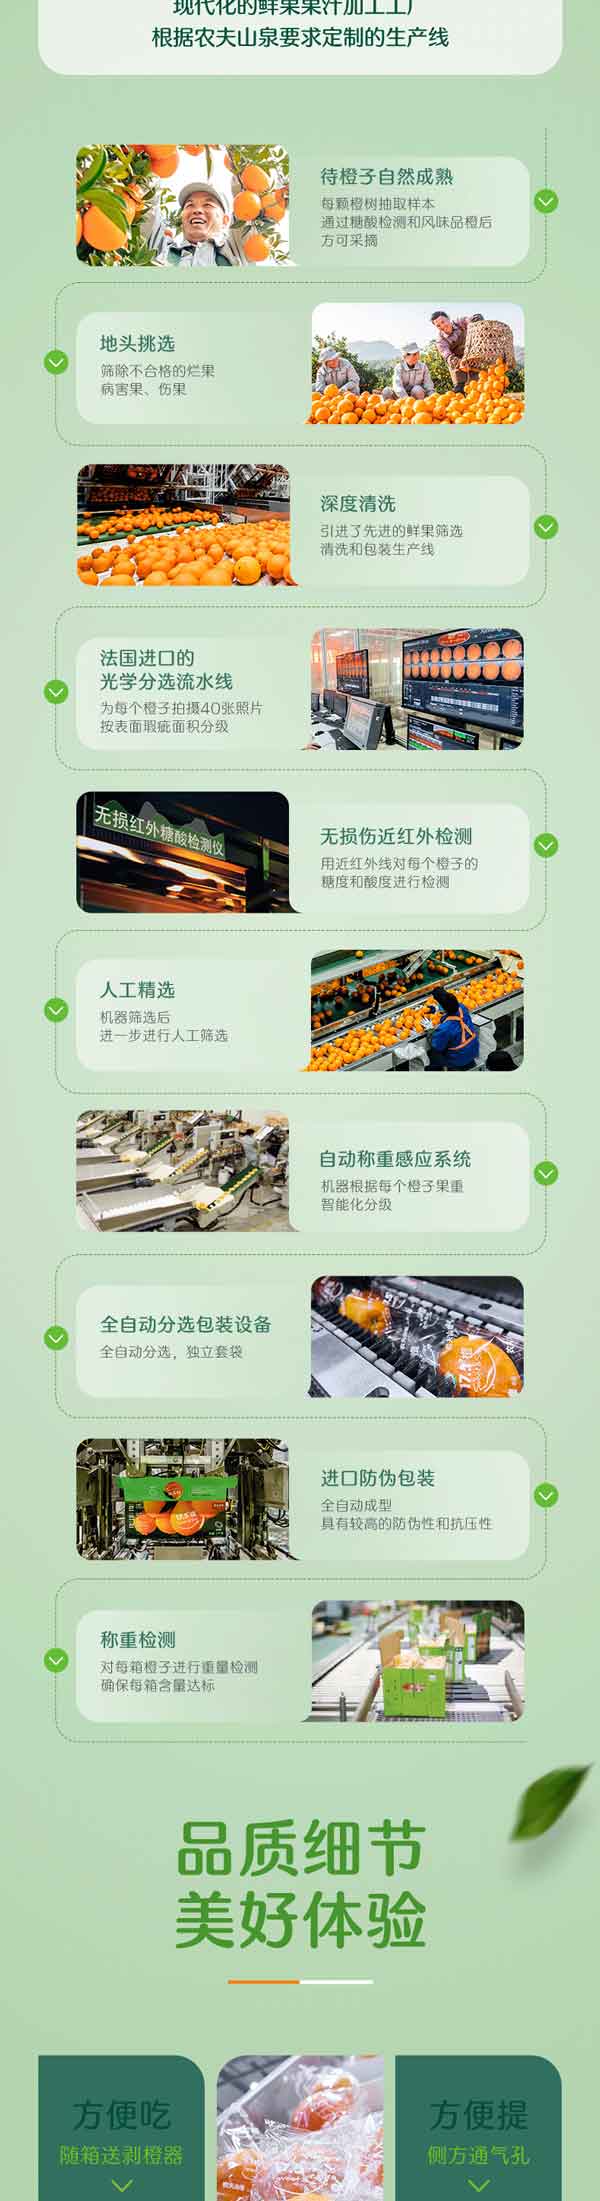 现代化的鲜果果汁加工工厂
根据农夫山泉要求定制的生产线
待橙子自然成熟
每颗橙树抽取样本
通过糖酸检测和风味品橙后
方可采摘
地头挑选
筛除不合格的烂果
病害果、伤果
深度清洗
引进了先进的鲜果筛选
清洗和包装生产线
法国进口的
光学分选流水线
为每个橙子拍摄40张照片
按表面瑕疵面积分级
无损红外糖酸检测仪
无损伤近红外检测
用近红外线对每个橙子的
糖度和酸度进行检测
人工精选
机器筛选后
进一步进行人工筛选
自动称重感应系统
机器根据每个橙子果重
智能化分级
全自动分选包装设备
全自动分选，独立套袋
17.5°橙
17.5°橙
进口防伪包装
全自动成型
具有较高的防伪性和抗压性
称重检测
对每箱橙子进行重量检测
确保每箱含量达标
品质细节
美好体验
方便吃
随箱送剥橙器
方便提
侧方通气孔